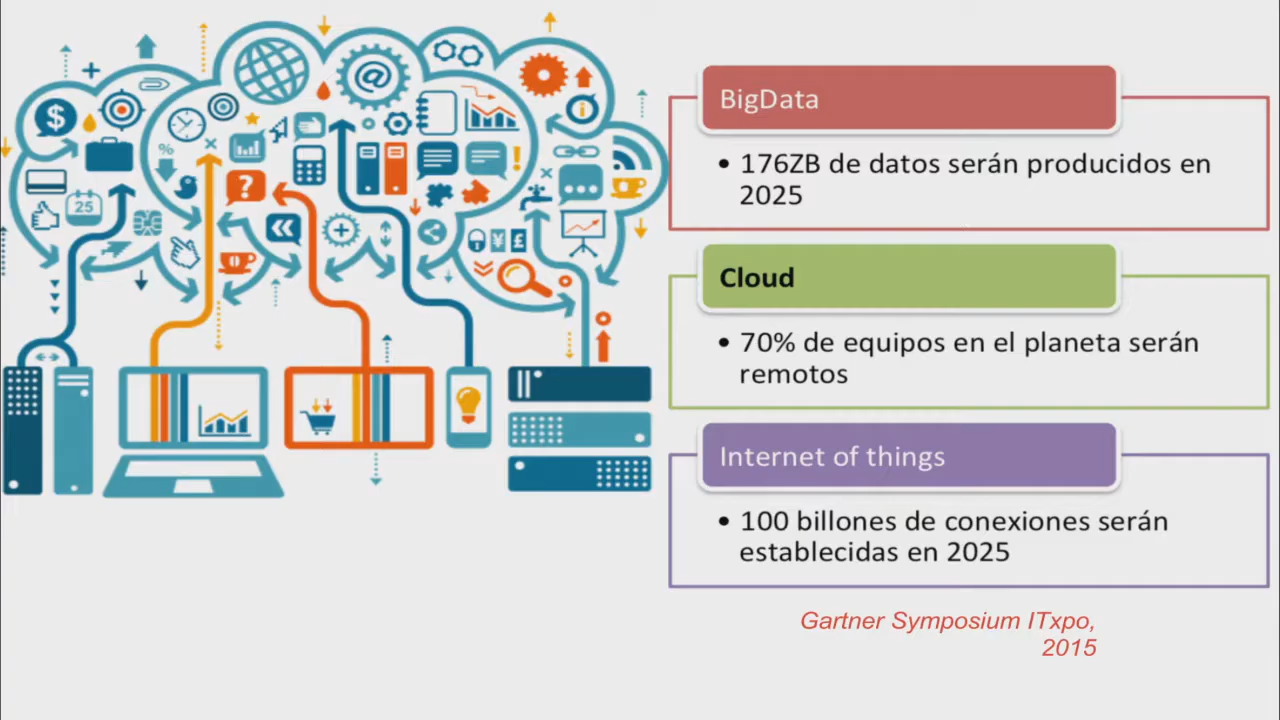 BigData
• 176ZB de datos serán producidos en
2025
Cloud
• 70% de equipos en el planeta serán
remotos
Internet of things
• 100 billones de conexiones serán
establecidas en 2025
Gartner Symposium ITxpo,
2015
$
@
i
%
?
!
25
¥
£